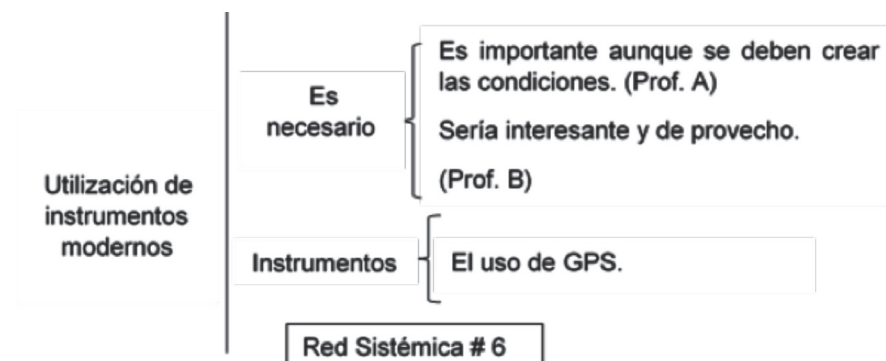 Utilización de
instrumentos
modernos
Es
necesario
Es importante aunque se deben crear
las condiciones. (Prof. A)
Sería interesante y de provecho.
(Prof. B)
Instrumentos
El uso de GPS.
Red Sistémica # 6